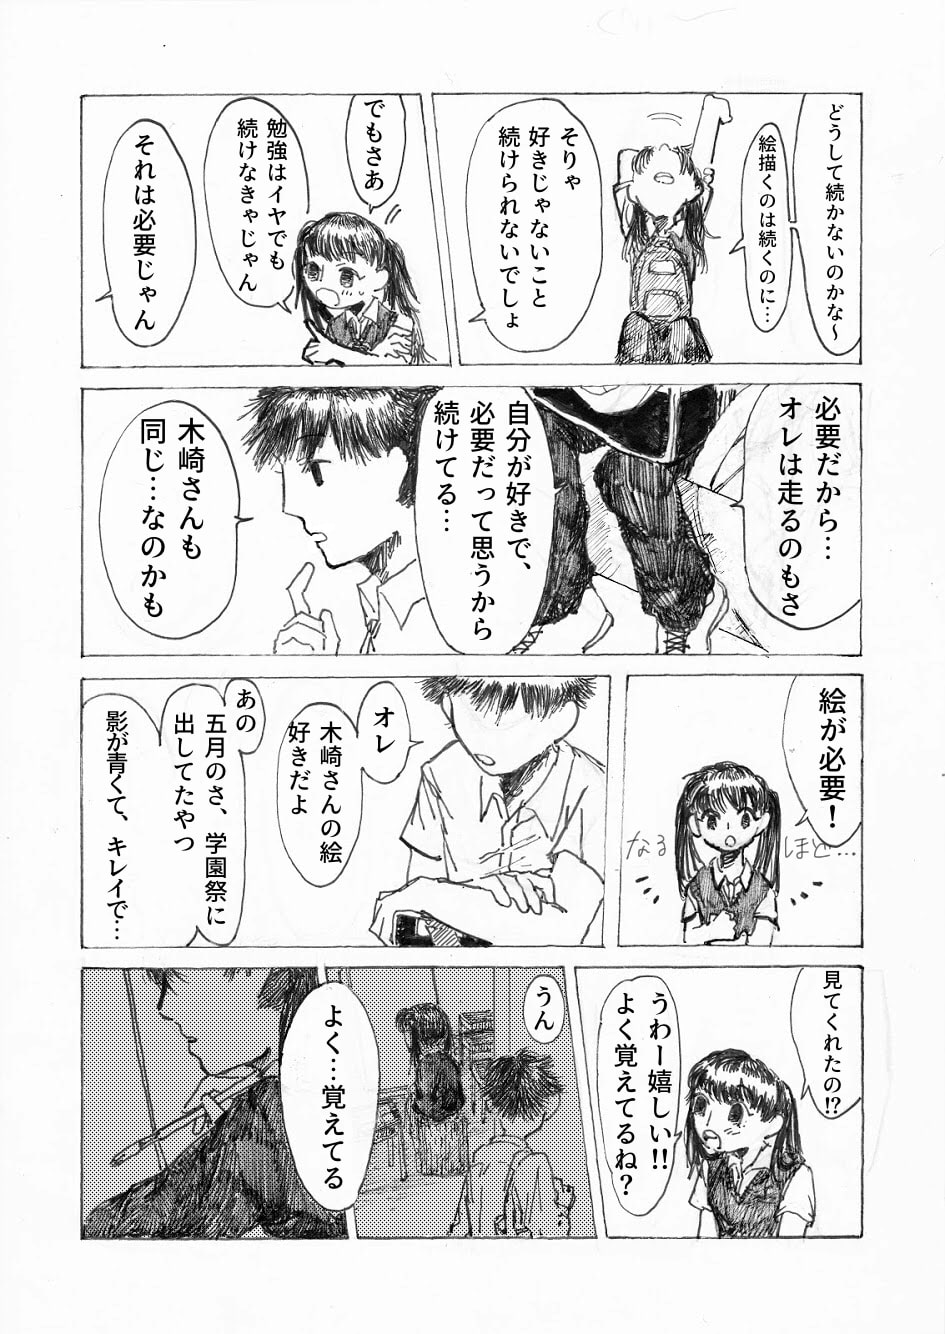 どうして続かないのかな〜
絵描くのは続くのに…
そりゃ
好きじゃないこと
続けられないでしょ
でもさあ
勉強はイヤでも
続けなきゃじゃん
それは必要じゃん
必要だから…
オレは走るのもさ
自分が好きで、
必要だって思うから
続けてる…
木崎さんも
同じ…なのかも
絵が必要！
なるほど…
オレ
木崎さんの絵
好きだよ
あの
五月のさ、学園祭に
出してたやつ
影が青くて、キレイで…
見てくれたの!?
うわー嬉しい!!
よく覚えてるね？
うん
よく…覚えてる